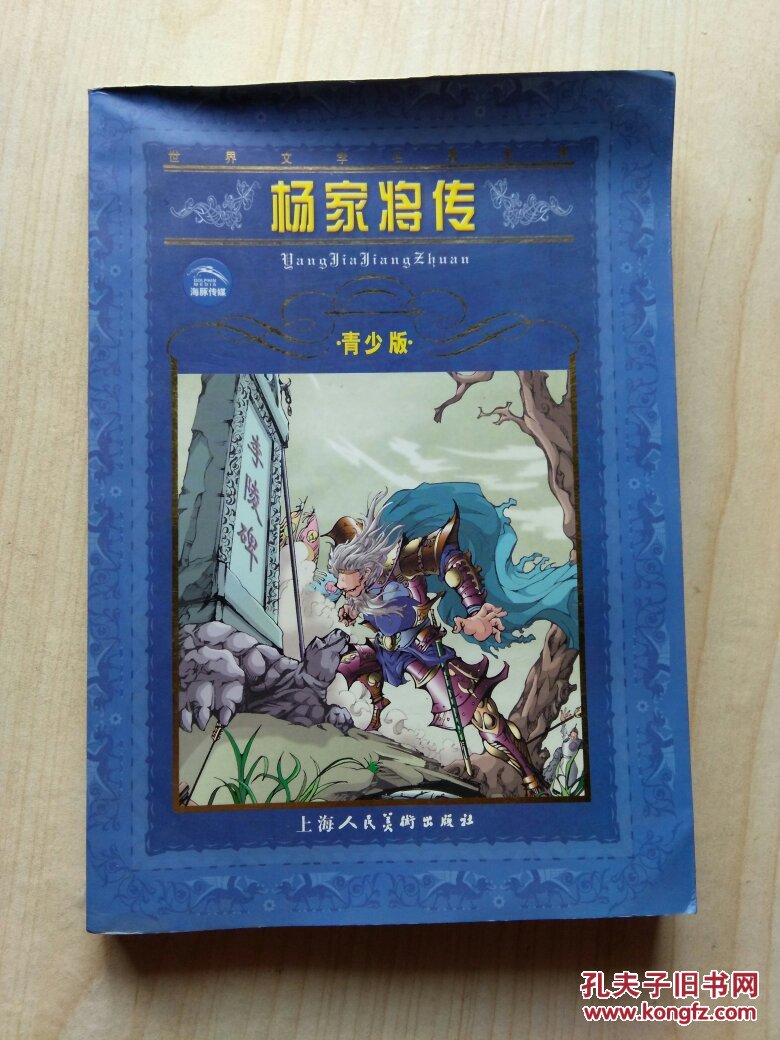 世界文学名著宝库
杨家将传
YangJiaJiangZhuan
DOLPHIN
MEDIA
海豚传媒
·青少版·
李陵碑
上海人民美術出版社
孔夫子旧书网
www.kongfz.com